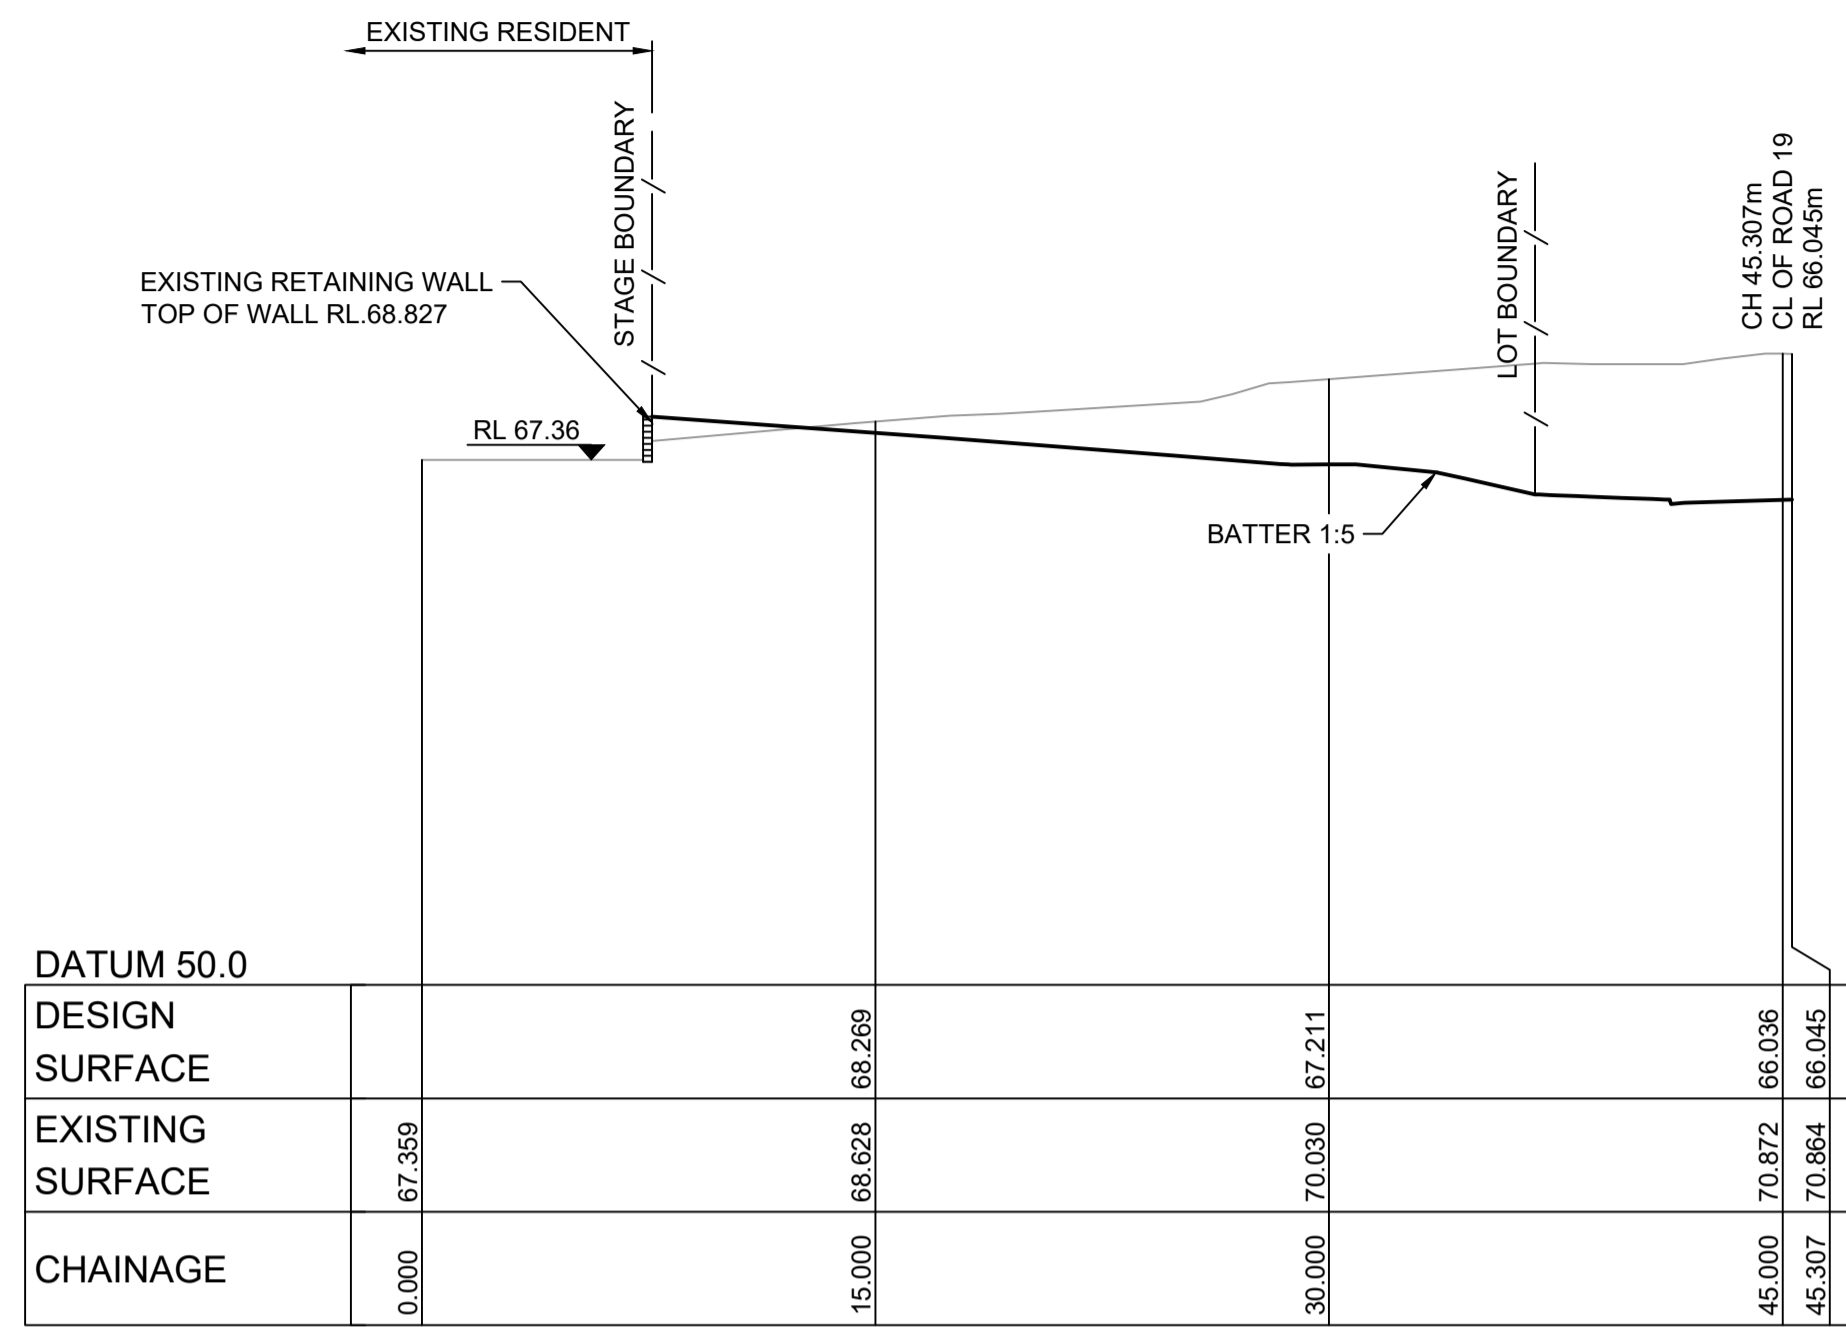 EXISTING RESIDENT
STAGE BOUNDARY
EXISTING RETAINING WALL
TOP OF WALL RL.68.827
RL 67.36
LOT BOUNDARY
CH 45.307m
CL OF ROAD 19
RL 66.045m
BATTER 1:5
DATUM 50.0
DESIGN
SURFACE
68.269
67.211
66.036
66.045
EXISTING
SURFACE
67.359
68.628
70.030
70.872
70.864
CHAINAGE
0.000
15.000
30.000
45.000
45.307